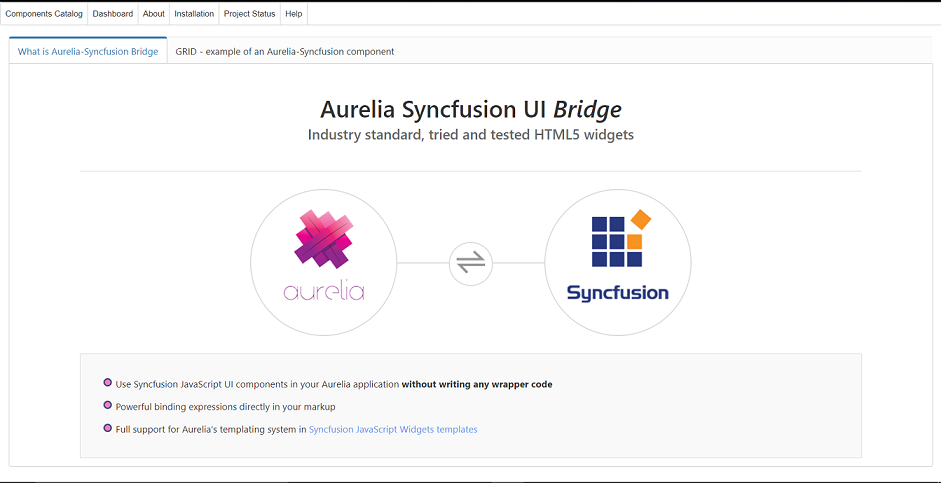 Components Catalog Dashboard About Installation Project Status Help
What is Aurelia-Syncfusion Bridge GRID - example of an Aurelia-Syncfusion component
Aurelia Syncfusion UI Bridge
Industry standard, tried and tested HTML5 widgets
aurelia
Syncfusion
Use Syncfusion JavaScript UI components in your Aurelia application without writing any wrapper code
Powerful binding expressions directly in your markup
Full support for Aurelia's templating system in Syncfusion JavaScript Widgets templates